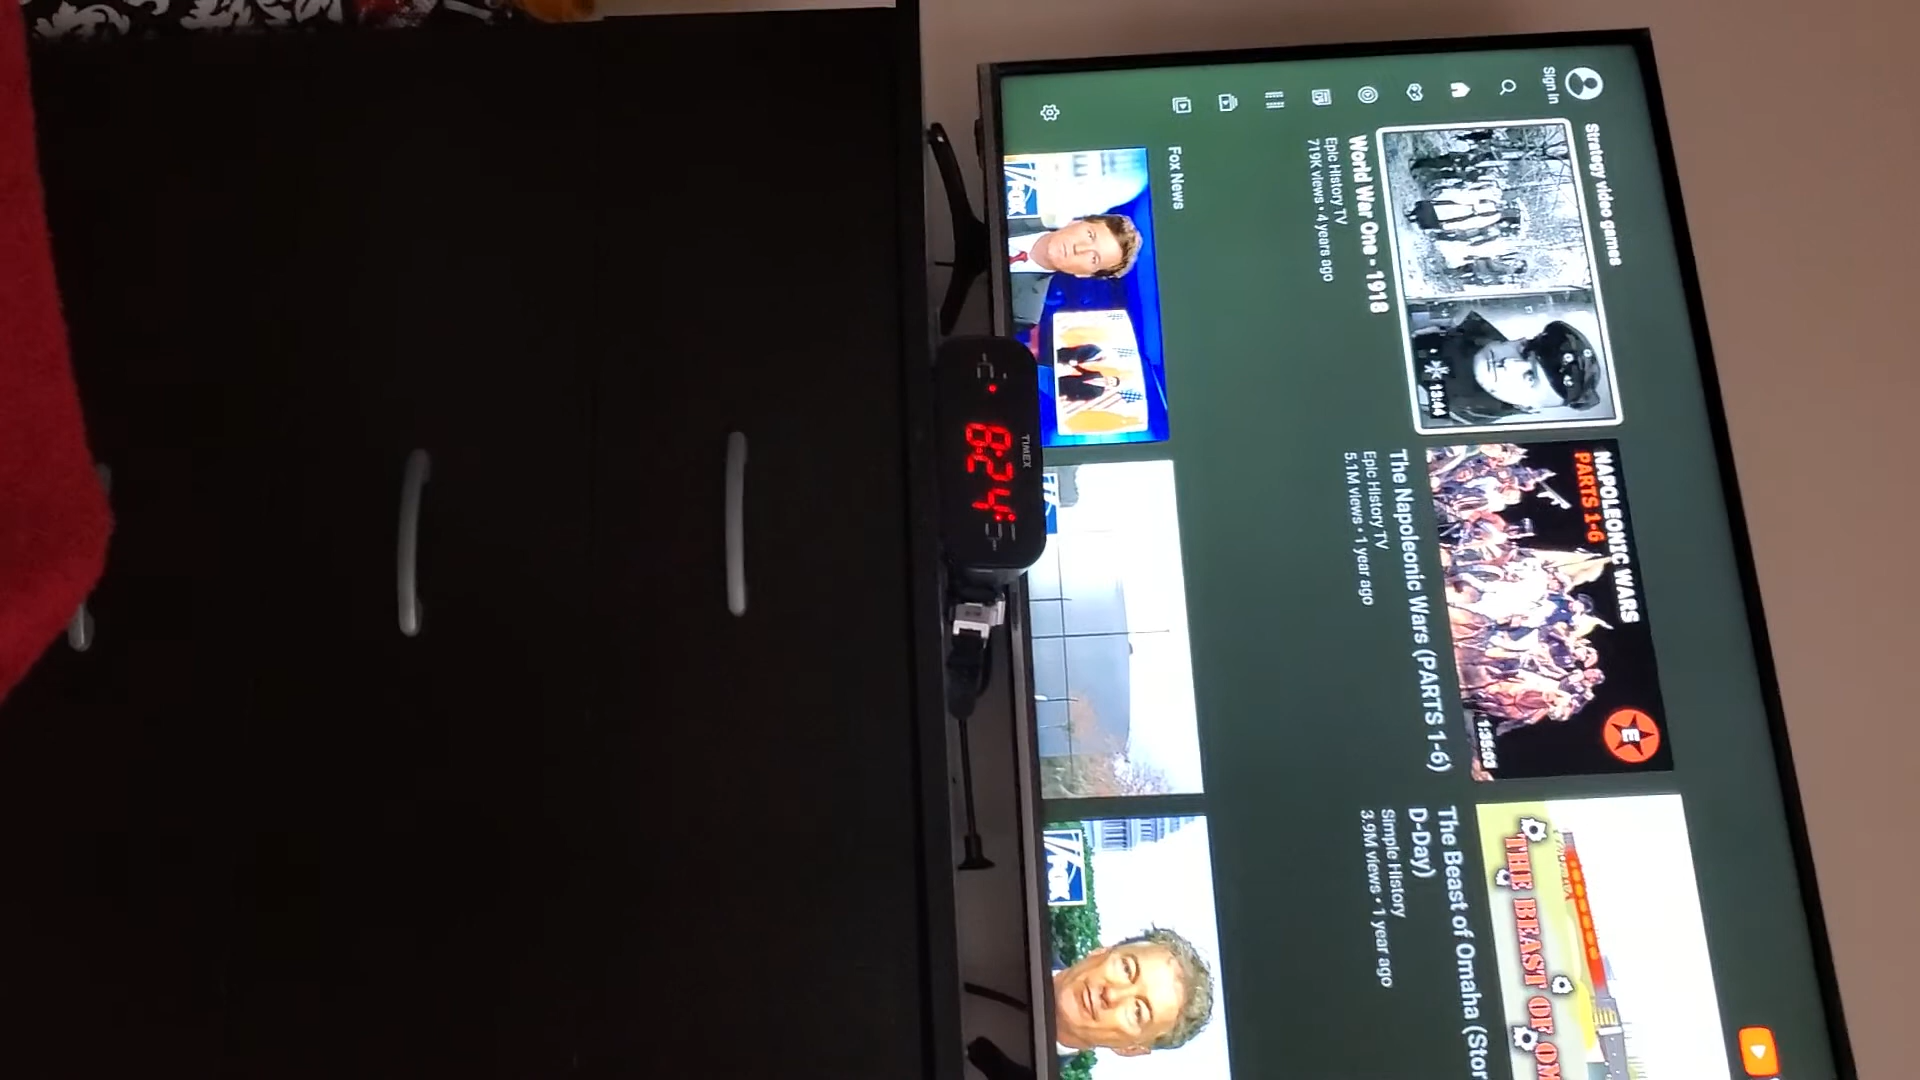 Sign in
Strategy video games
13:44
World War One - 1918
Epic History TV
719K views • 4 years ago
NAPOLEONIC WARS
PARTS 1-6
E
1:35:03
The Napoleonic Wars (PARTS 1-6)
Epic History TV
5.1M views • 1 year ago
THE BEAST OF OM
The Beast of Omaha (Stor
D-Day)
Simple History
3.9M views • 1 year ago
Fox News
FOX
FOX
TIMEX
8:24